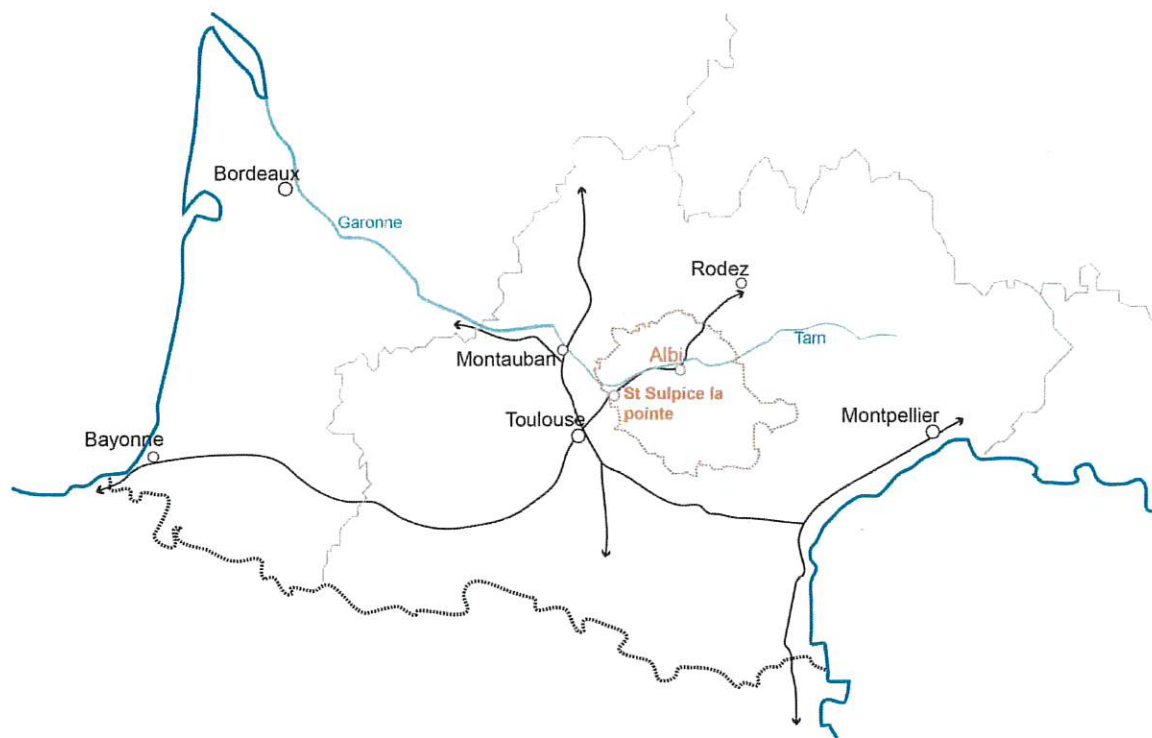 Bordeaux
Garonne
Rodez
Montauban
Albi
Tarn
St Sulpice la
pointe
Toulouse
Montpellier
Bayonne